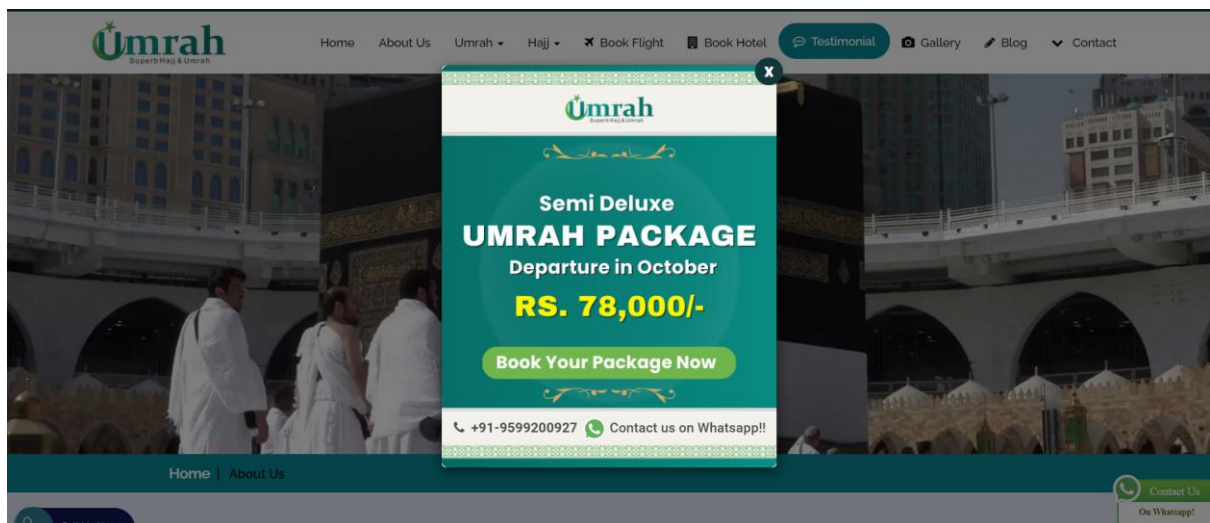 Umrah
Superb Hajj & Umrah
Home About Us Umrah Hajj Book Flight Book Hotel Testimonial Gallery Blog Contact
X
Umrah
Superb Hajj & Umrah
Semi Deluxe
UMRAH PACKAGE
Departure in October
RS. 78,000/-
Book Your Package Now
+91-9599200927 Contact us on Whatsapp!!
Home | About Us
Contact Us
On Whatsapp!